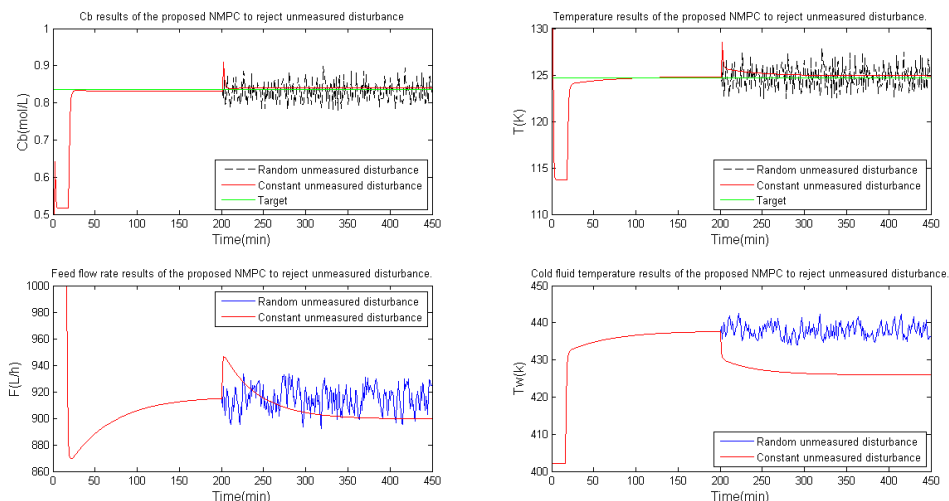 Cb results of the proposed NMPC to reject unmeasured disturbance
1
0.9
0.8
0.7
0.6
0.5
Cb(mol/L)
Random unmeasured disturbance
Constant unmeasured disturbance
Target
0 50 100 150 200 250 300 350 400 450
Time(min)
Temperature results of the proposed NMPC to reject unmeasured disturbance.
130
125
120
115
110
T(K)
Random unmeasured disturbance
Constant unmeasured disturbance
Target
0 50 100 150 200 250 300 350 400 450
Time(min)
Feed flow rate results of the proposed NMPC to reject unmeasured disturbance.
1000
980
960
940
920
900
880
860
F(L/h)
Random unmeasured disturbance
Constant unmeasured disturbance
0 50 100 150 200 250 300 350 400 450
Time(min)
Cold fluid temperature results of the proposed NMPC to reject unmeasured disturbance.
440
430
420
410
400
Tw(k)
Random unmeasured disturbance
Constant unmeasured disturbance
0 50 100 150 200 250 300 350 400 450
Time(min)